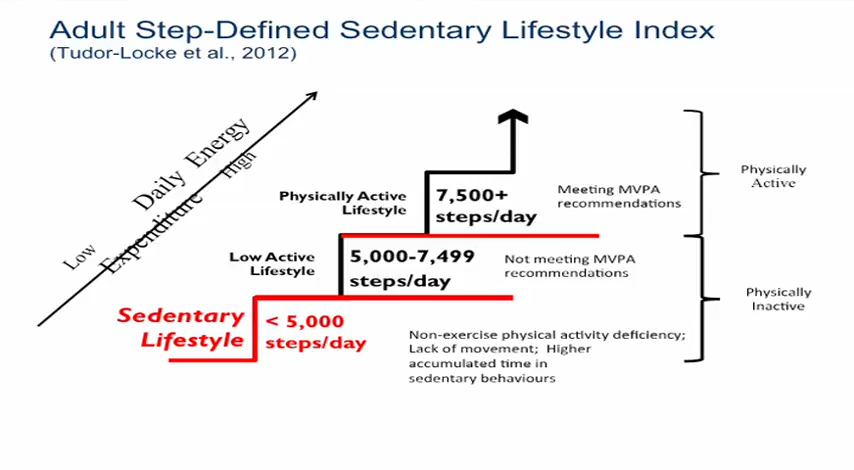 Adult Step-Defined Sedentary Lifestyle Index
(Tudor-Locke et al., 2012)
Daily Energy
Expenditure
Low
High
Physically Active
Lifestyle
7,500+
steps/day
Meeting MVPA
recommendations
Physically
Active
Low Active
Lifestyle
5,000-7,499
steps/day
Not meeting MVPA
recommendations
Physically
Inactive
Sedentary
Lifestyle
< 5,000
steps/day
Non-exercise physical activity deficiency;
Lack of movement; Higher
accumulated time in
sedentary behaviours